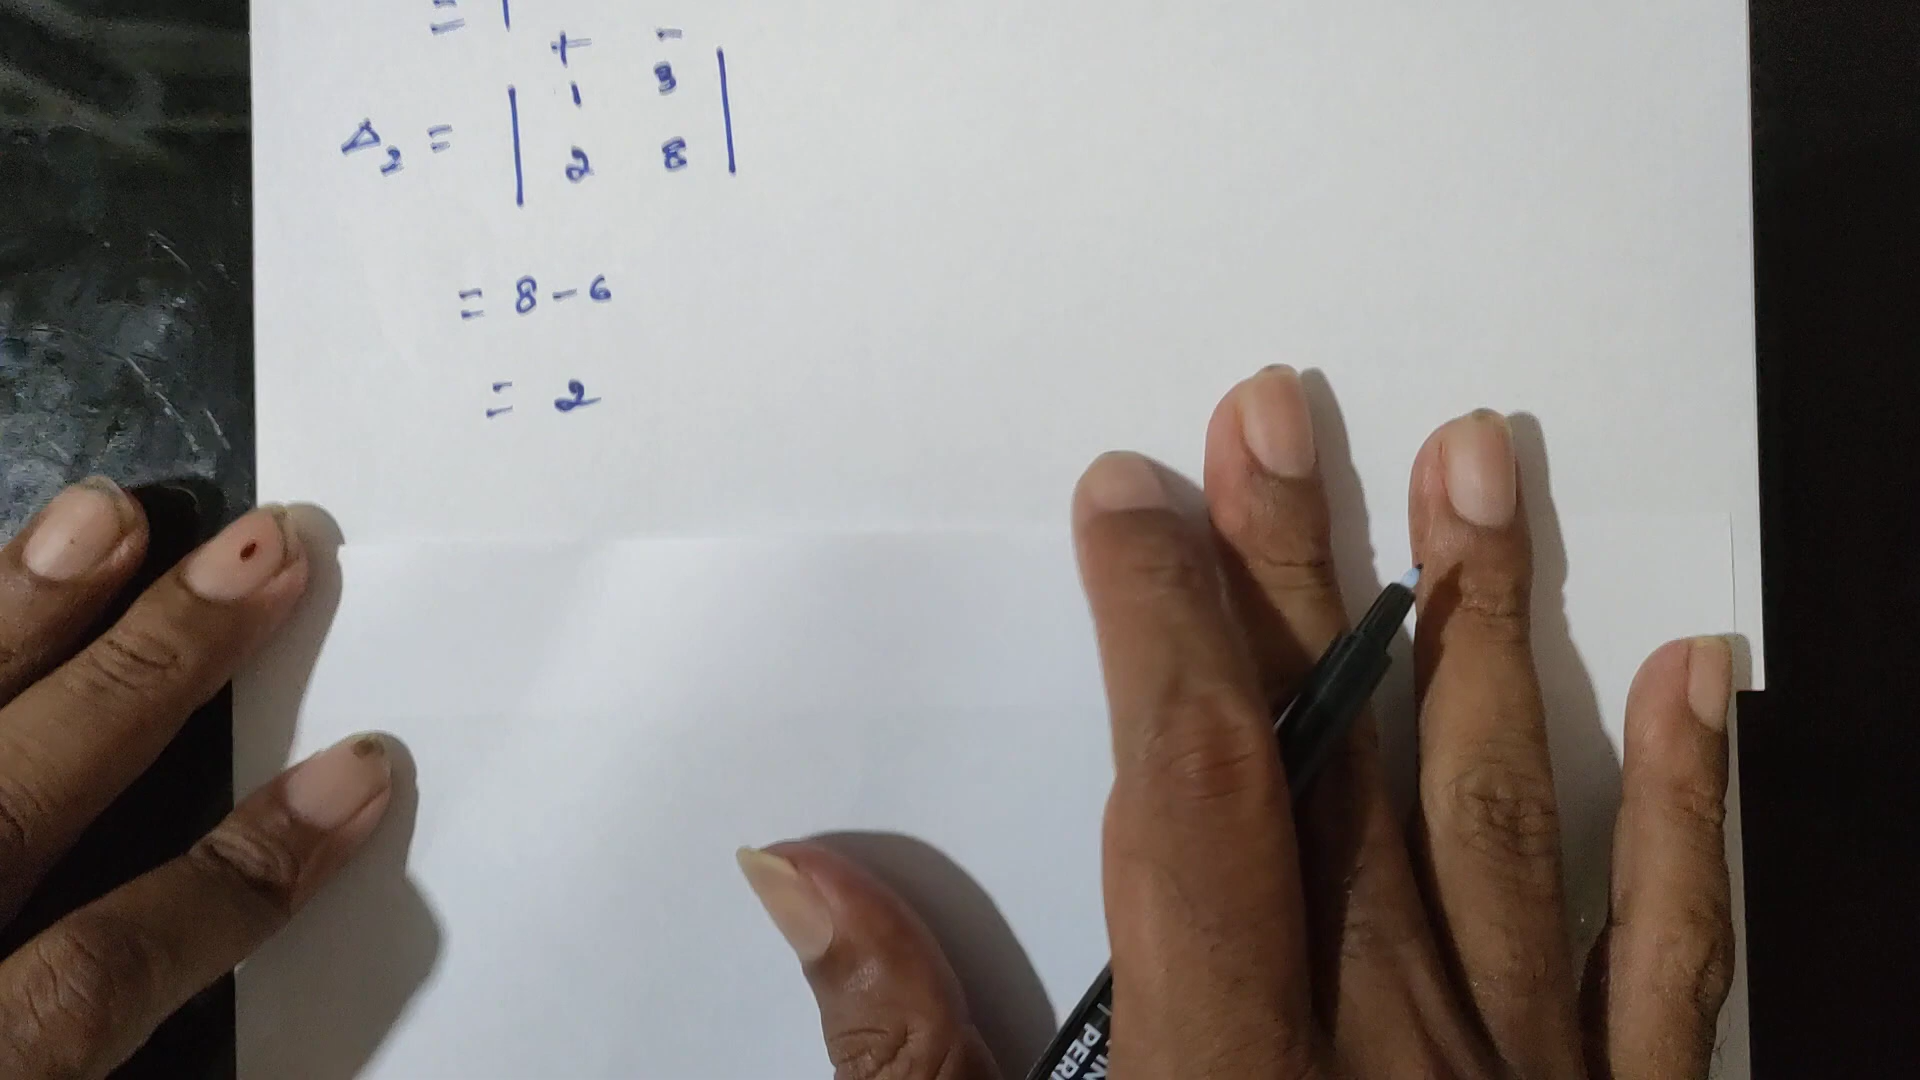 =
+ -
1 3
Δ₂ =
2 8
= 8 - 6
= 2